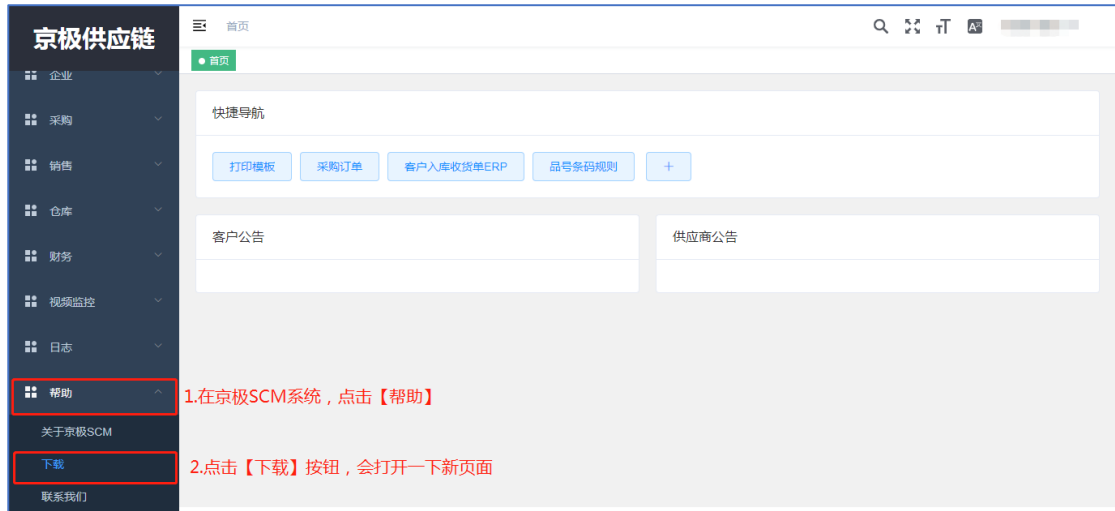 京极供应链
首页
首页
企业
采购
销售
仓库
财务
视频监控
日志
帮助
关于京极SCM
下载
联系我们
快捷导航
打印模板 采购订单 客户入库收货单ERP 品号条码规则 +
客户公告 供应商公告
1.在京极SCM系统，点击【帮助】
2.点击【下载】按钮，会打开一下新页面